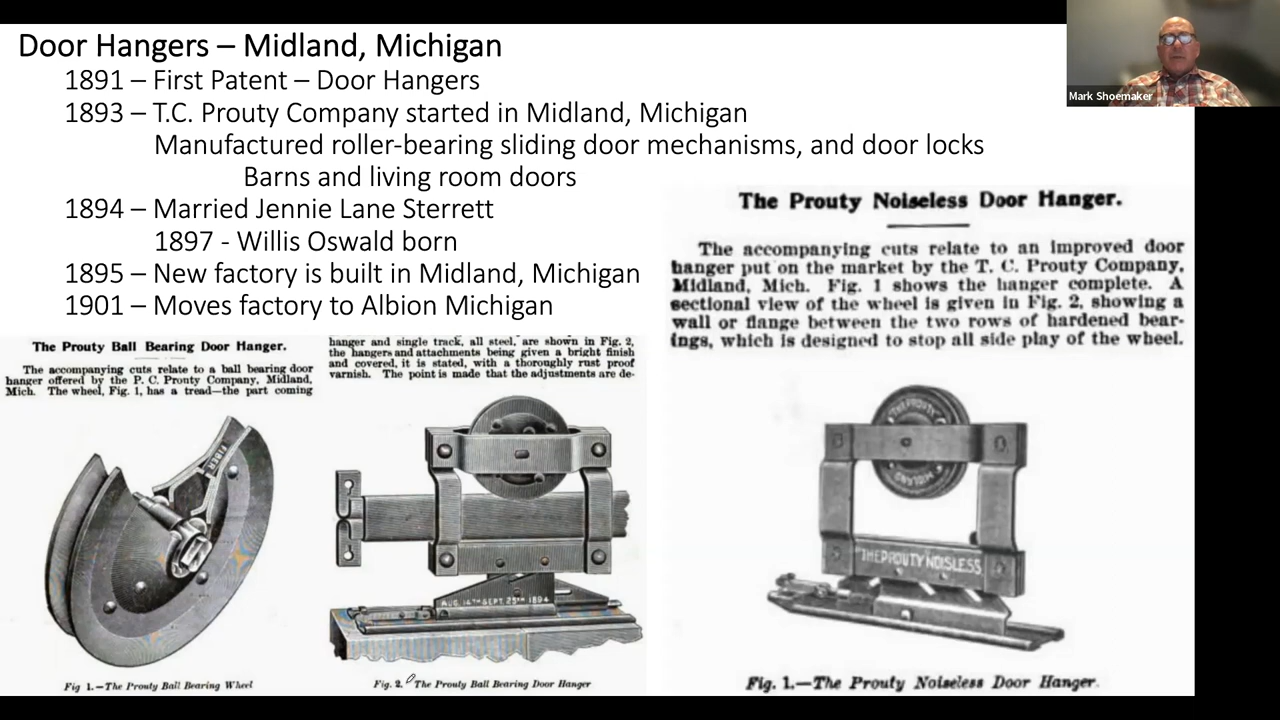 Door Hangers – Midland, Michigan
1891 – First Patent – Door Hangers
1893 – T.C. Prouty Company started in Midland, Michigan
Manufactured roller-bearing sliding door mechanisms, and door locks
Barns and living room doors
1894 – Married Jennie Lane Sterrett
1897 - Willis Oswald born
1895 – New factory is built in Midland, Michigan
1901 – Moves factory to Albion Michigan
Mark Shoemaker
The Prouty Ball Bearing Door Hanger.
The accompanying cuts relate to a ball bearing door
hanger offered by the P. C. Prouty Company, Midland,
Mich. The wheel, Fig. 1, has a tread—the part coming
FIBER
Fig 1.—The Prouty Ball Bearing Wheel
hanger and single track, all steel, are shown in Fig. 2,
the hangers and attachments being given a bright finish
and covered, it is stated, with a thoroughly rust proof
varnish. The point is made that the adjustments are de-
AUG. 14TH SEPT. 25TH 1894
Fig. 2. The Prouty Ball Bearing Door Hanger
The Prouty Noiseless Door Hanger.
The accompanying cuts relate to an improved door
hanger put on the market by the T. C. Prouty Company,
Midland, Mich. Fig. 1 shows the hanger complete. A
sectional view of the wheel is given in Fig. 2, showing a
wall or flange between the two rows of hardened bear-
ings, which is designed to stop all side play of the wheel.
THE PROUTY
MIDLAND
THE PROUTY NOISLESS
Fig. 1.—The Prouty Noiseless Door Hanger.